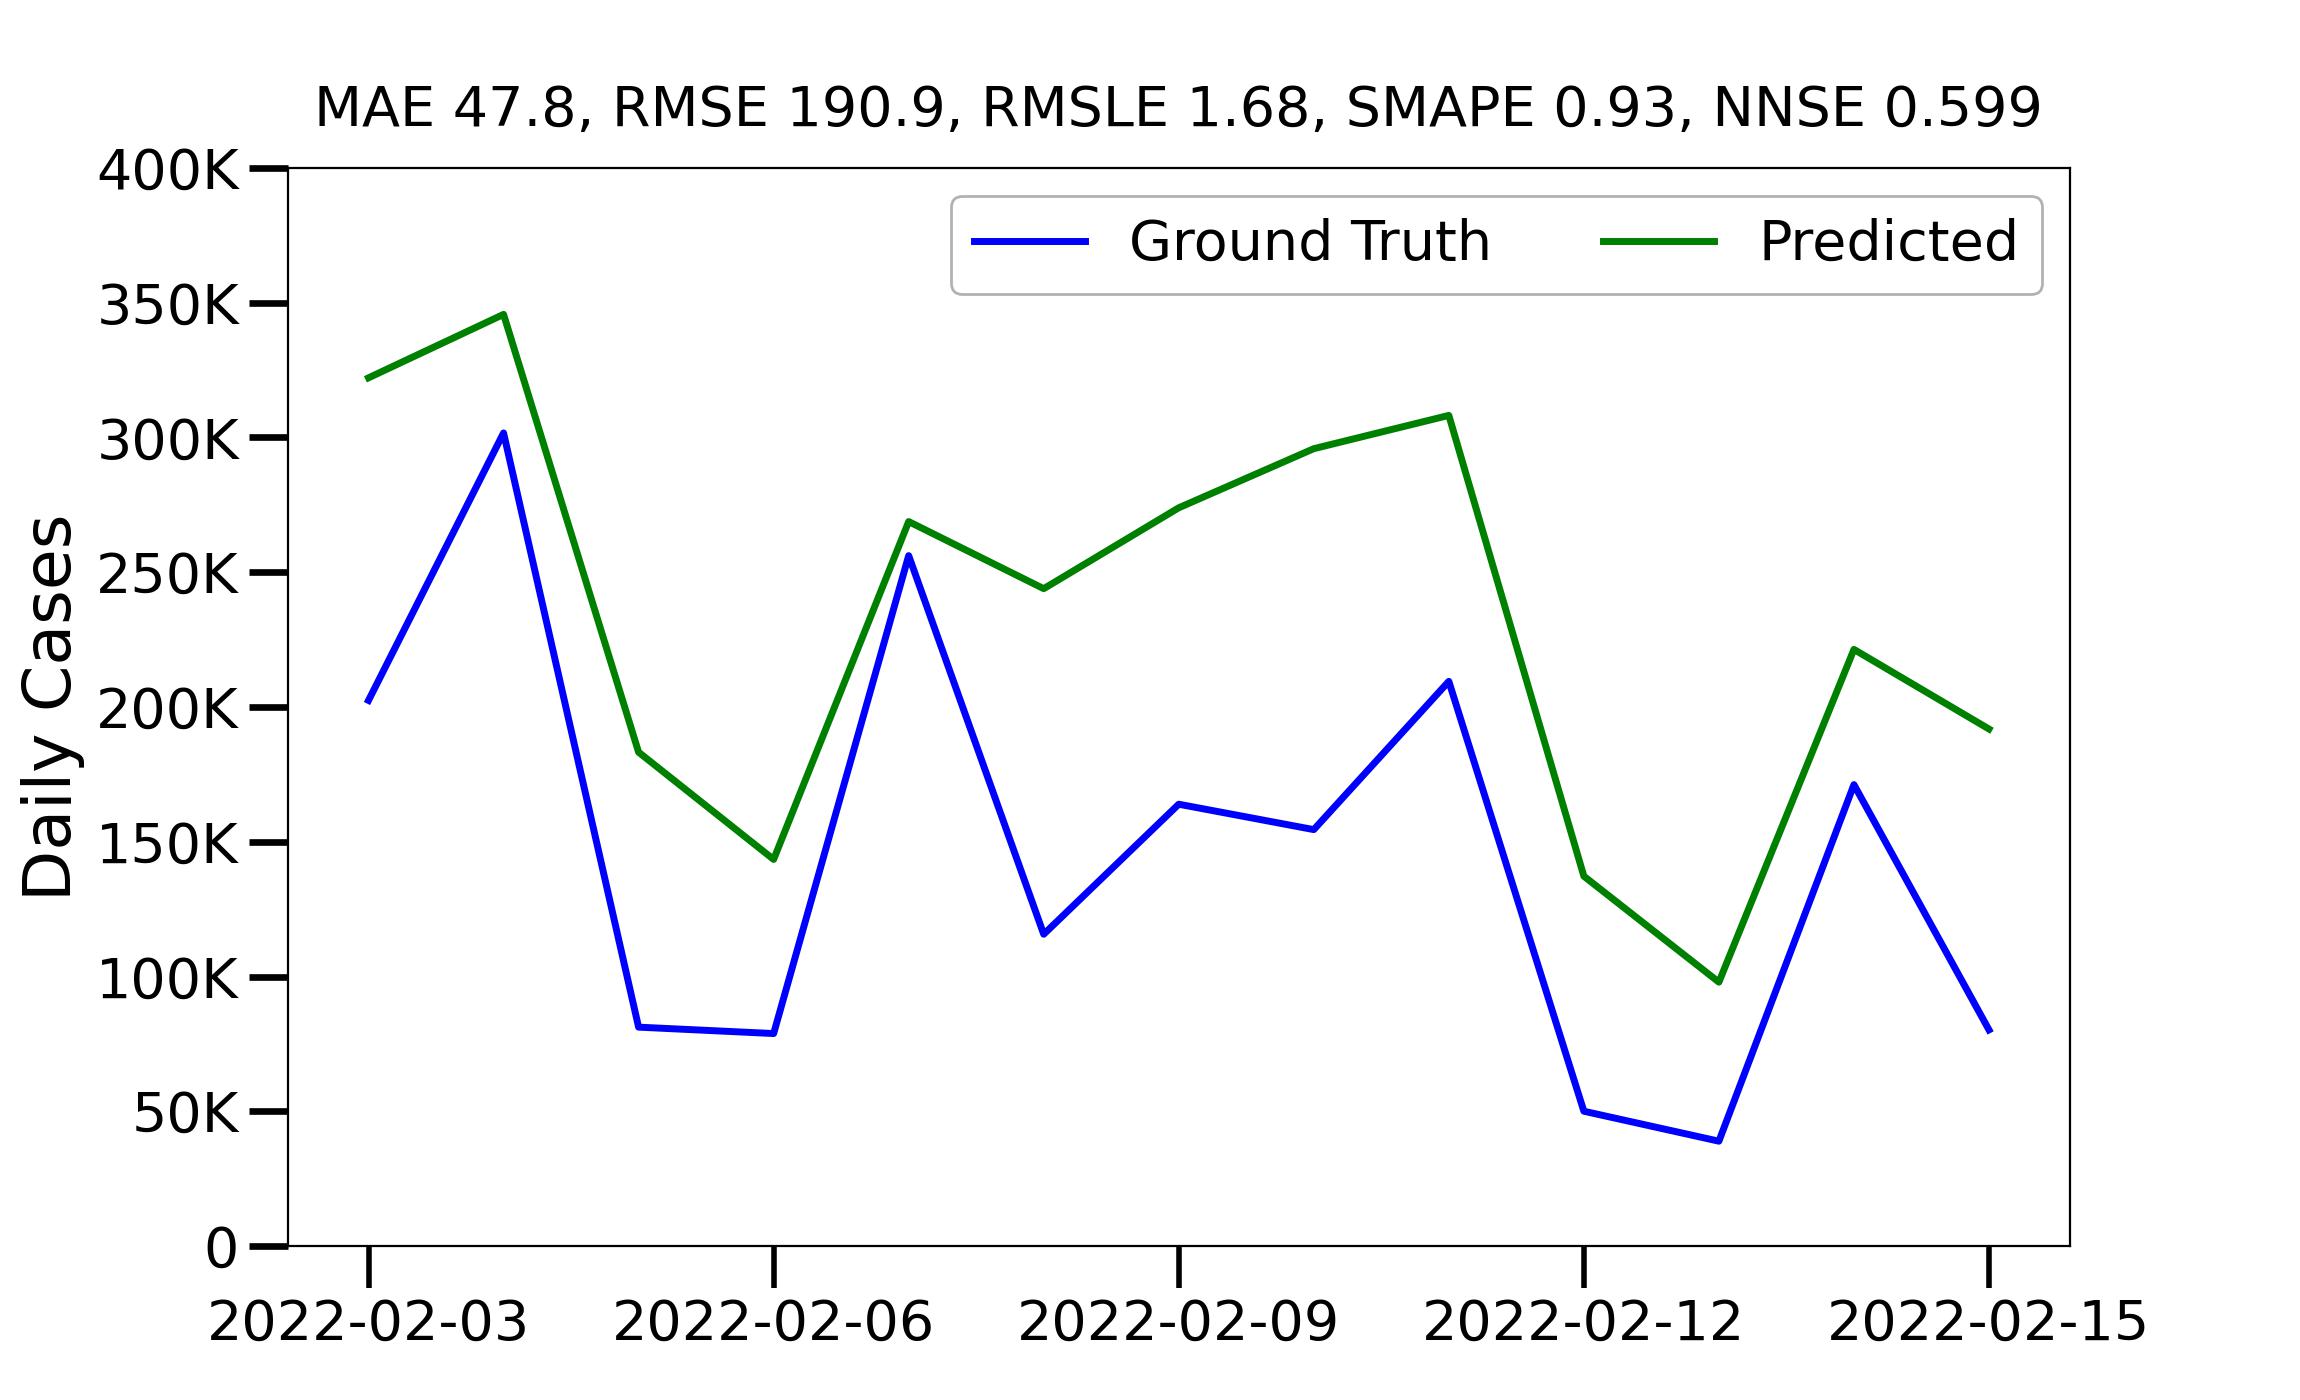 MAE 47.8, RMSE 190.9, RMSLE 1.68, SMAPE 0.93, NNSE 0.599
Ground Truth
Predicted
Daily Cases
400K
350K
300K
250K
200K
150K
100K
50K
0
2022-02-03
2022-02-06
2022-02-09
2022-02-12
2022-02-15